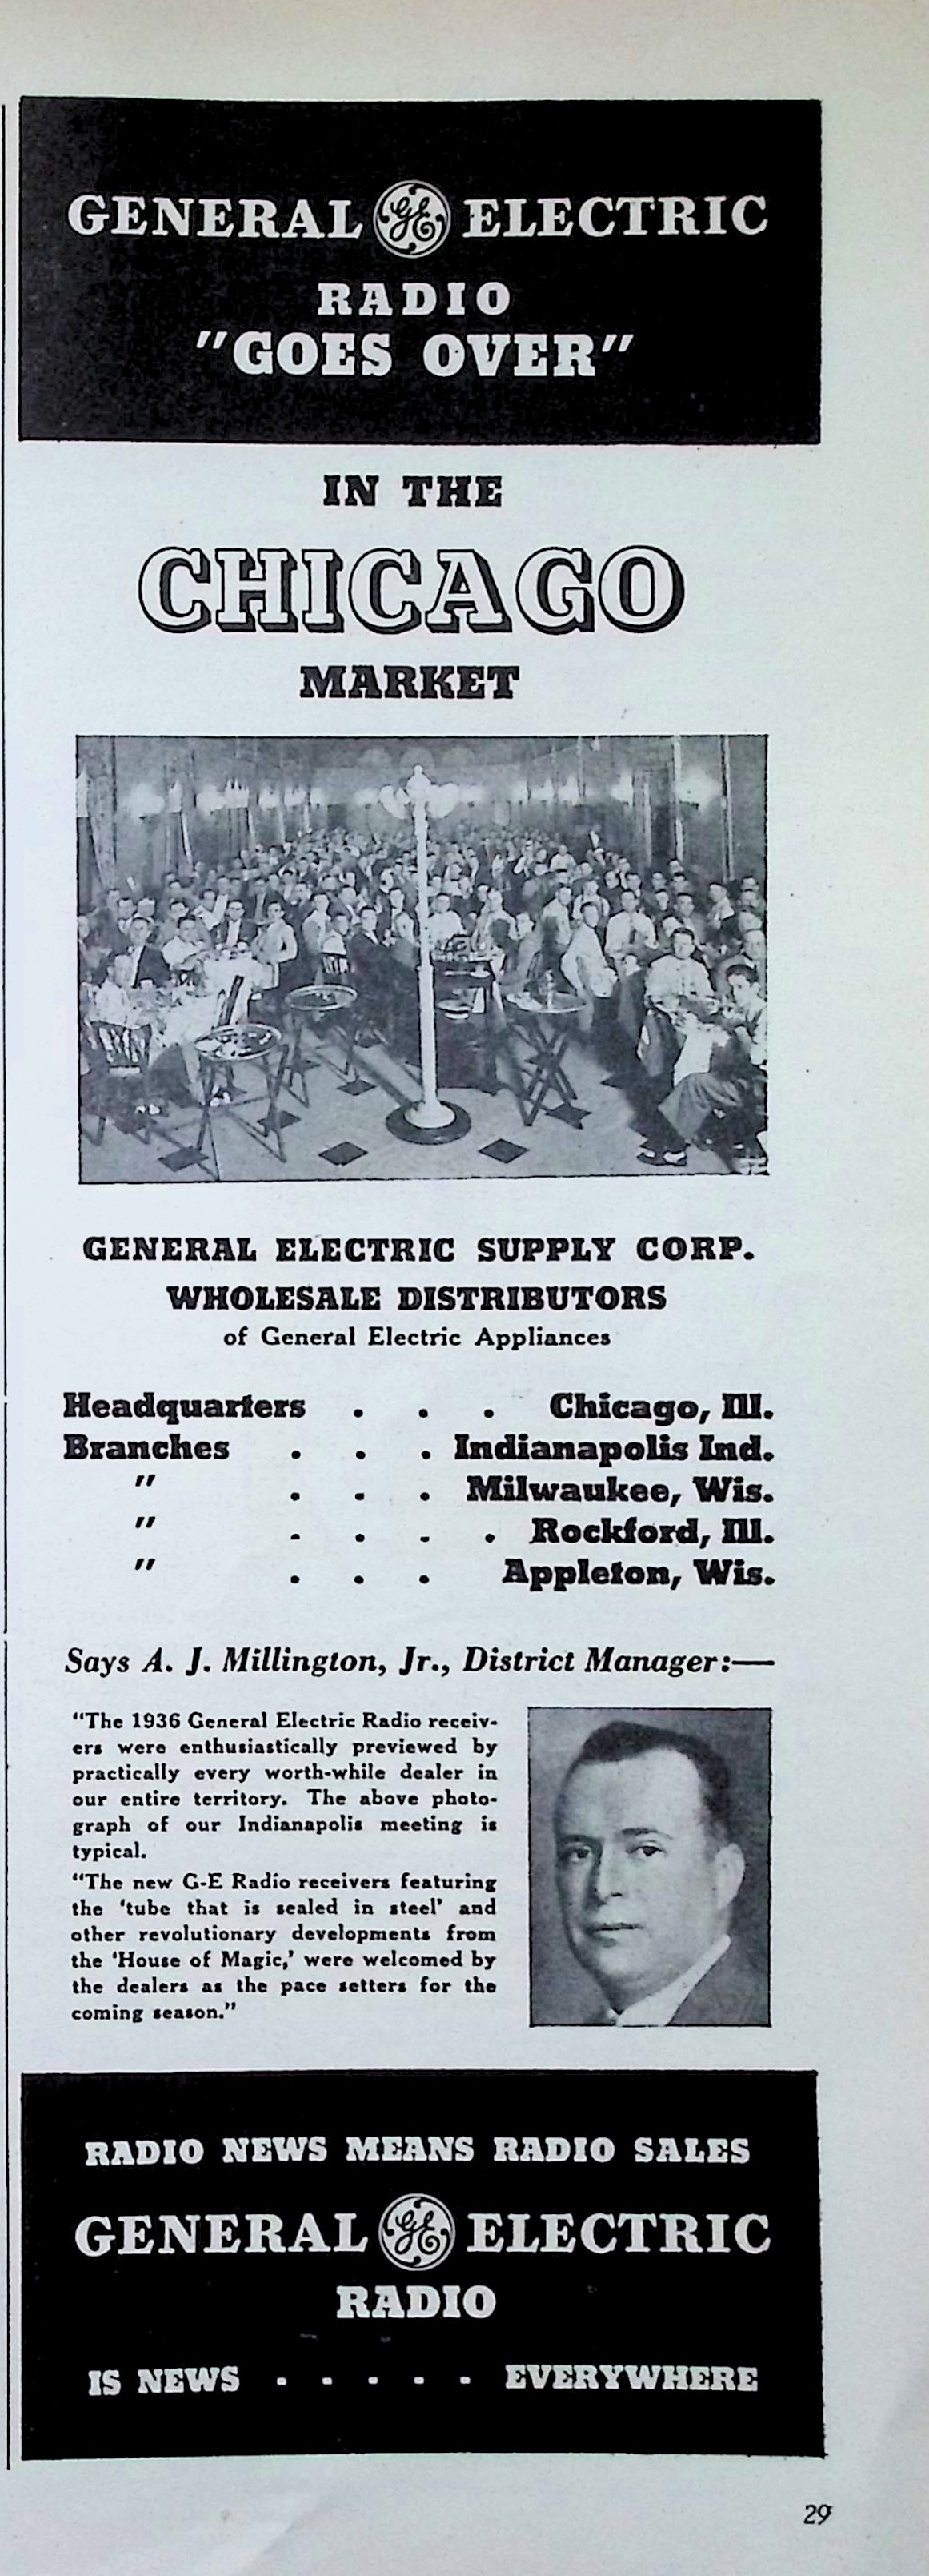 GENERAL GE ELECTRIC
RADIO
"GOES OVER"
IN THE
CHICAGO
MARKET
GENERAL ELECTRIC SUPPLY CORP.
WHOLESALE DISTRIBUTORS
of General Electric Appliances
Headquarters . . . Chicago, Ill.
Branches . . . Indianapolis Ind.
" . . . Milwaukee, Wis.
" . . . . Rockford, Ill.
" . . . Appleton, Wis.
Says A. J. Millington, Jr., District Manager:—
"The 1936 General Electric Radio receiv-
ers were enthusiastically previewed by
practically every worth-while dealer in
our entire territory. The above photo-
graph of our Indianapolis meeting is
typical.
"The new G-E Radio receivers featuring
the 'tube that is sealed in steel' and
other revolutionary developments from
the 'House of Magic,' were welcomed by
the dealers as the pace setters for the
coming season."
RADIO NEWS MEANS RADIO SALES
GENERAL GE ELECTRIC
RADIO
IS NEWS - - - - - EVERYWHERE
29